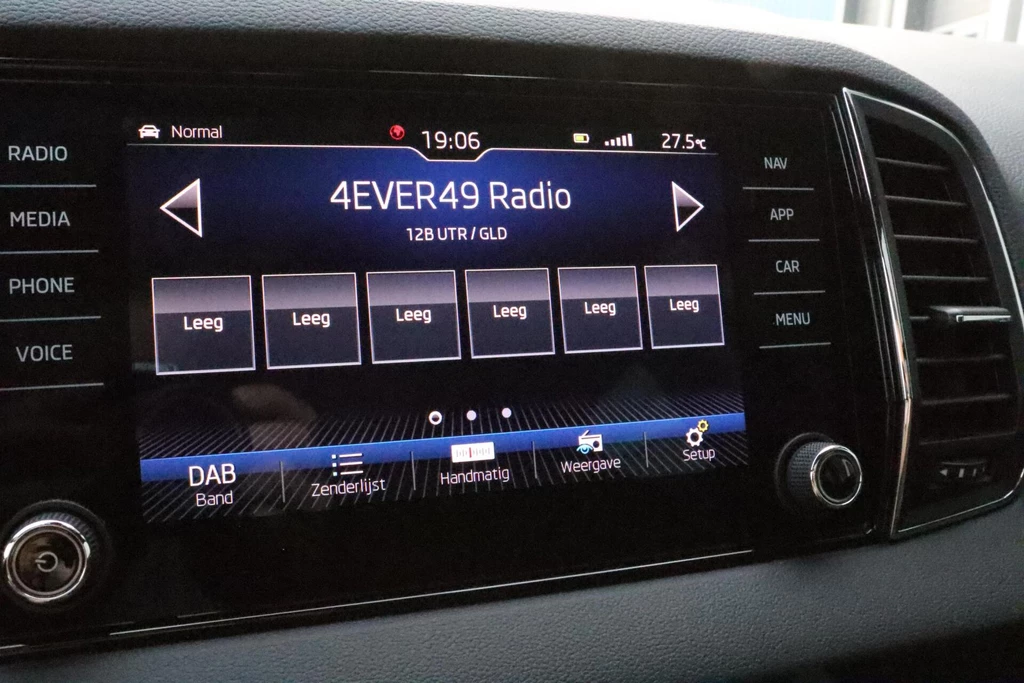 Normal
19:06
27.5°C
RADIO
MEDIA
PHONE
VOICE
4EVER49 Radio
12B UTR / GLD
Leeg
Leeg
Leeg
Leeg
Leeg
Leeg
DAB
Band
Zenderlijst
Handmatig
Weergave
Setup
NAV
APP
CAR
MENU